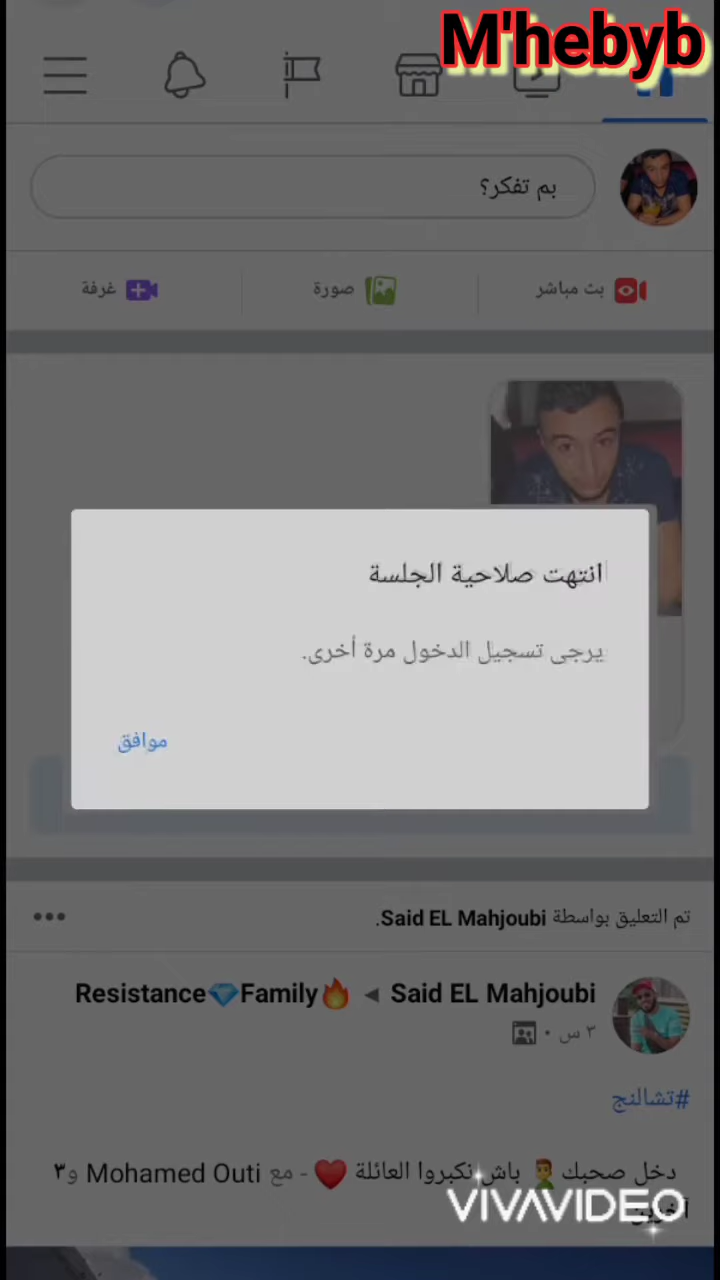 M'hebyb
بم تفكر؟
بث مباشر
صورة
غرفة
انتهت صلاحية الجلسة
يرجى تسجيل الدخول مرة أخرى.
موافق
تم التعليق بواسطة Said EL Mahjoubi.
Said EL Mahjoubi ◄ Resistance💎Family🔥
٣ س •
#تشالنج
دخل صحبك 🤦‍♂️ باش نكبروا العائلة ❤️ - مع Mohamed Outi و٣
آخرين
VIVAVIDEO